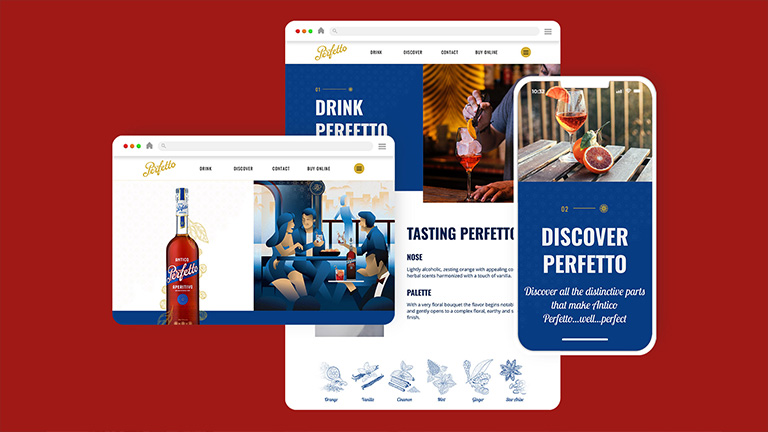 Perfetto
DRINK DISCOVER CONTACT BUY ONLINE
01
DRINK
PERFETTO
TASTING PERFETTO
NOSE
Lightly alcoholic, zesting orange with appealing co
herbal scents harmonized with a touch of vanilla.
PALETTE
With a very floral bouquet the flavor begins notab
and gently opens to a complex floral, earthy and s
finish.
Orange Vanilla Cinnamon Mint Ginger Star Anise
Perfetto
DRINK DISCOVER CONTACT BUY ONLINE
ANTICO
Perfetto
APERITIVO
10:32
02
DISCOVER
PERFETTO
Discover all the distinctive parts
that make Antico
Perfetto...well...perfect